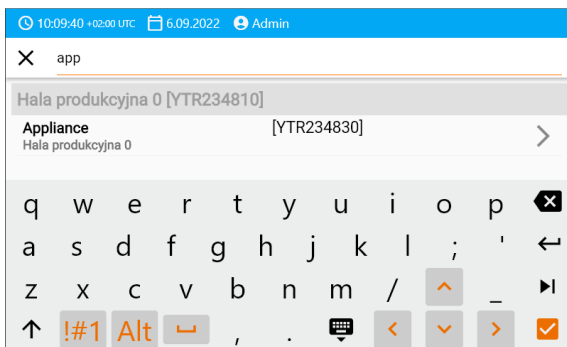 10:09:40 +02:00 UTC 6.09.2022 Admin
app
Hala produkcyjna 0 [YTR234810]
Appliance [YTR234830]
Hala produkcyjna 0
q w e r t y u i o p
a s d f g h j k l ; '
z x c v b n m / _
!#1 Alt , .